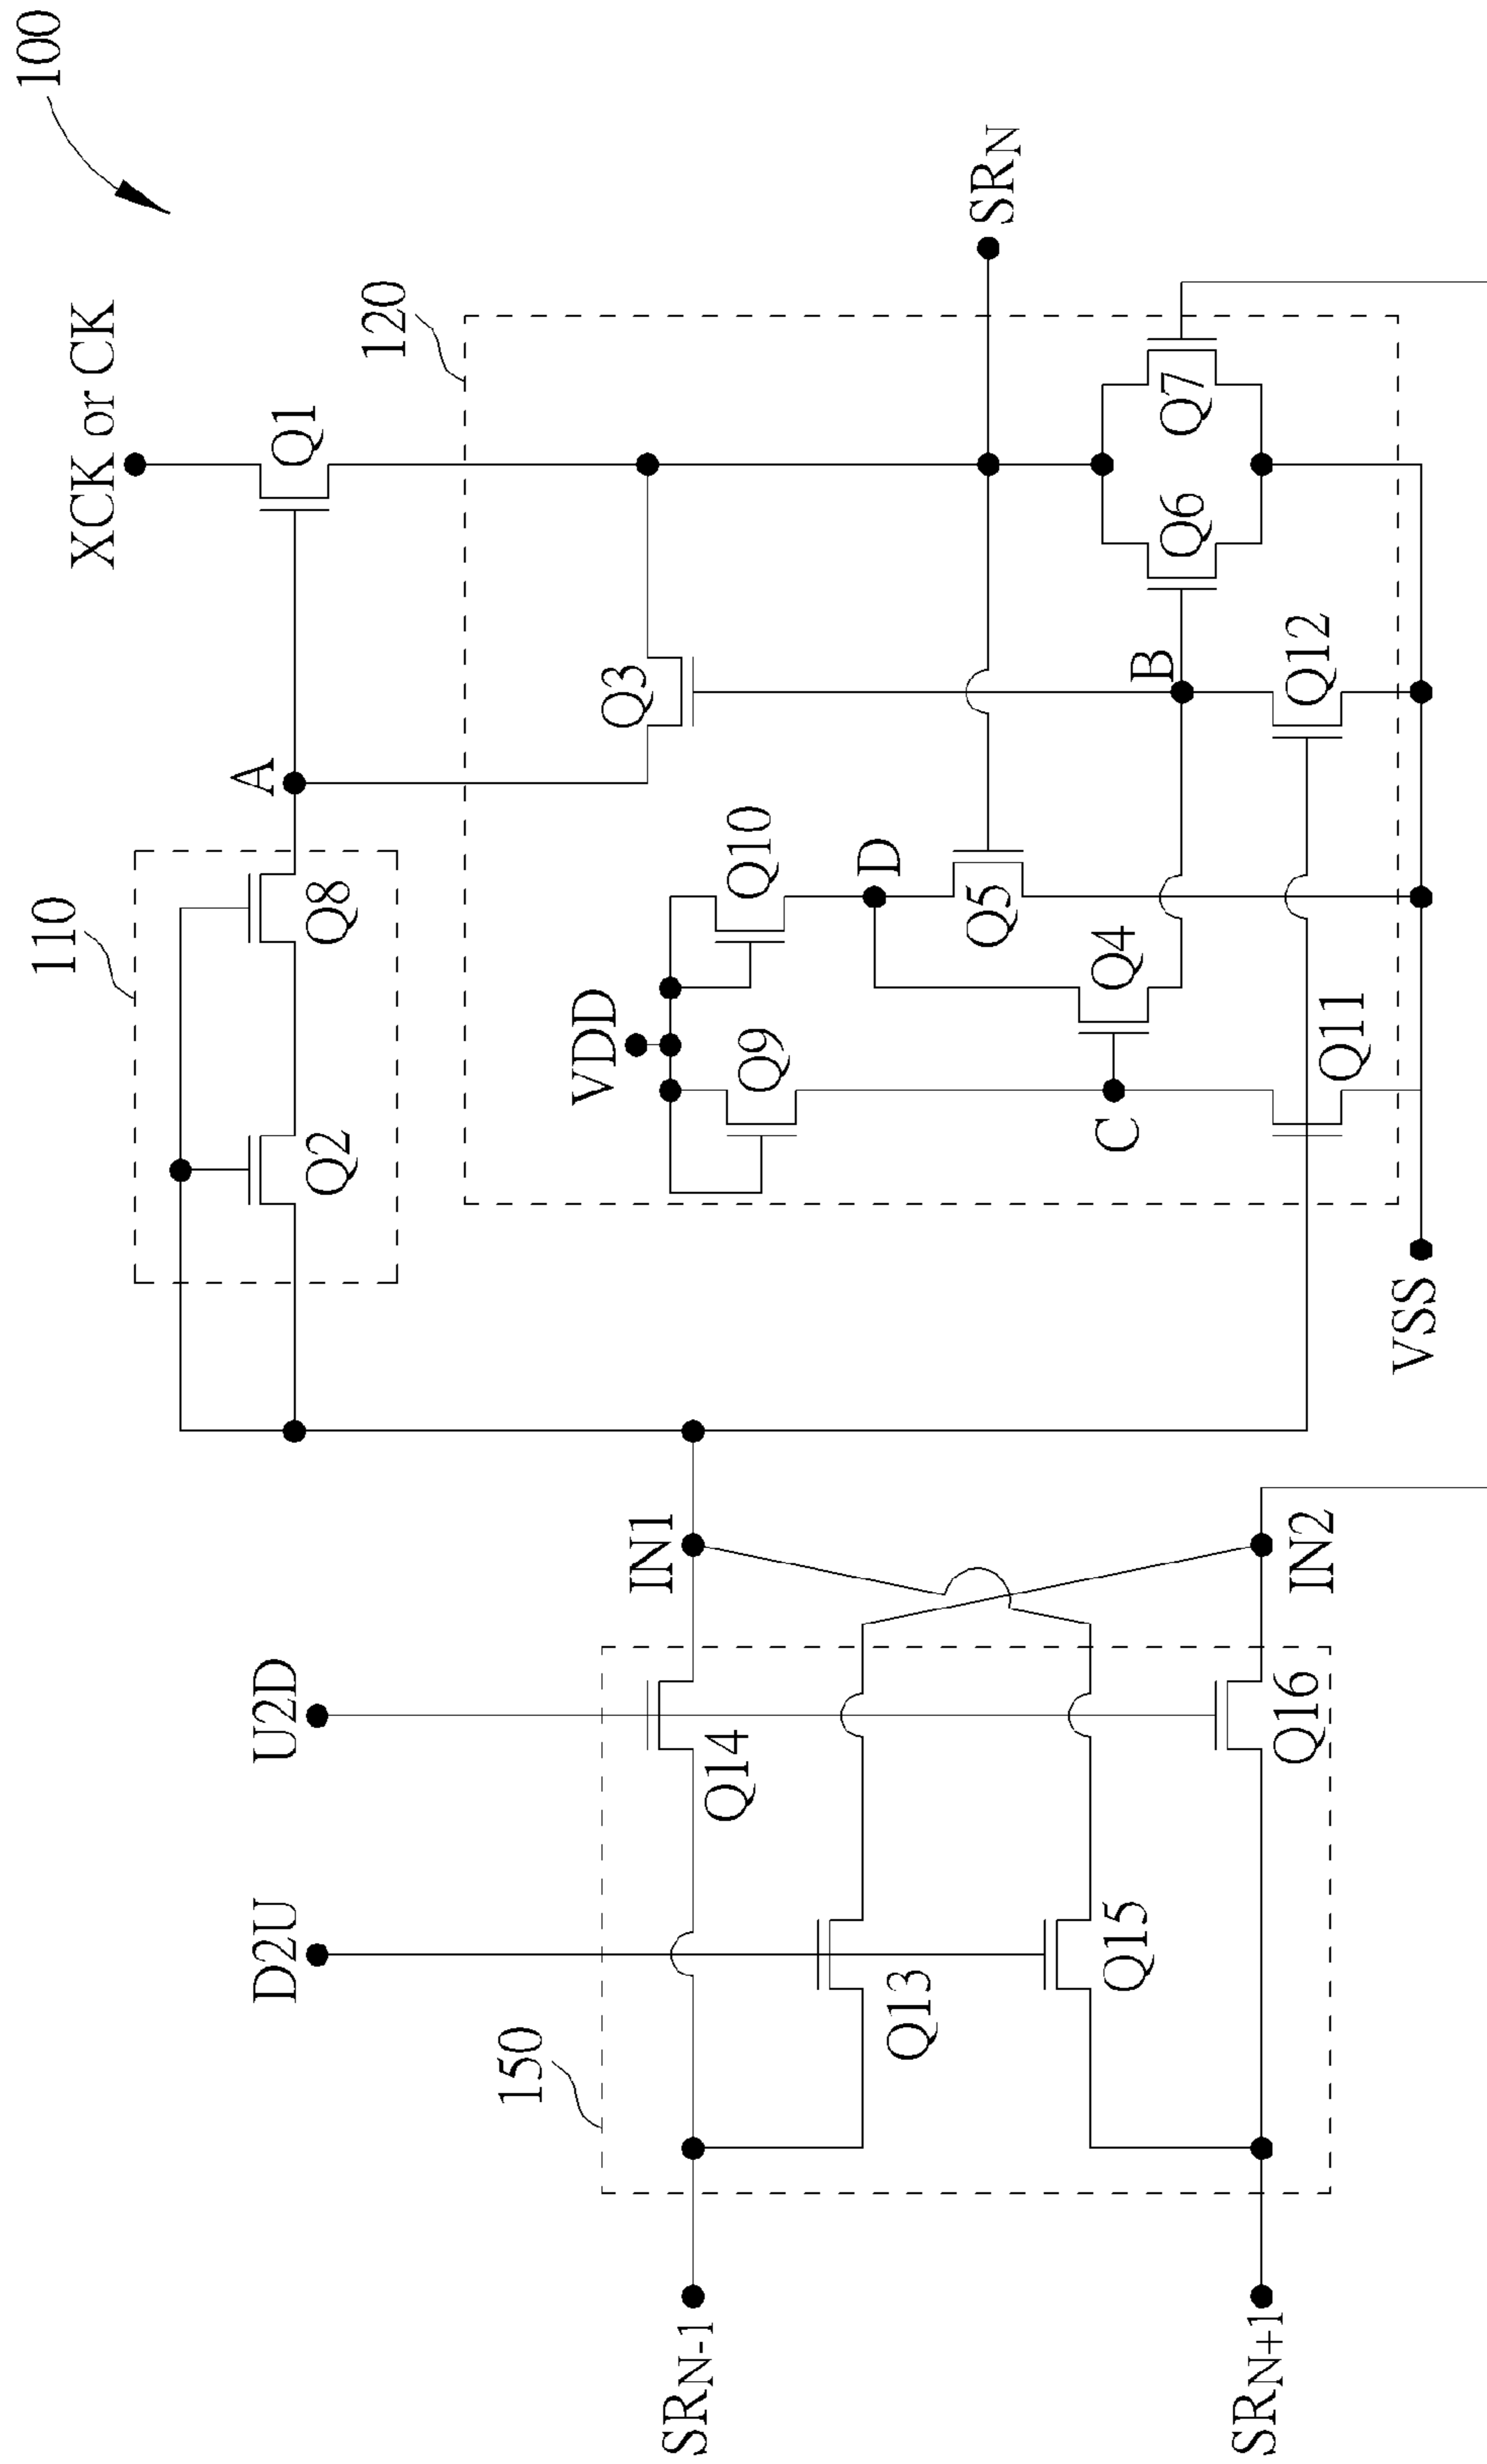 100
XCK or CK
110
Q1
A
Q2
Q8
120
U2D
D2U
VDD
Q3
Q9
Q10
D
150
IN1
SRN-1
Q14
Q5
SRN
Q13
C
Q4
B
Q6
Q7
Q15
IN2
SRN+1
Q16
Q11
Q12
VSS